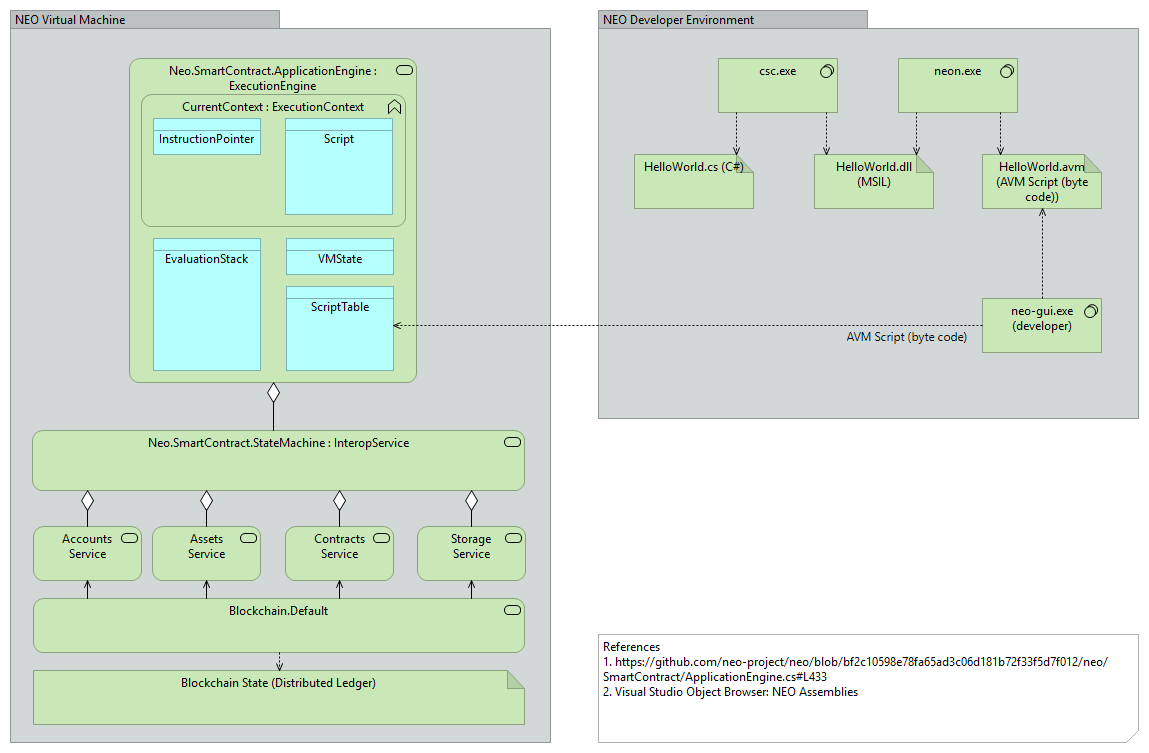 NEO Virtual Machine
Neo.SmartContract.ApplicationEngine :
ExecutionEngine
CurrentContext : ExecutionContext
InstructionPointer
Script
EvaluationStack
VMState
ScriptTable
Neo.SmartContract.StateMachine : InteropService
Accounts
Service
Assets
Service
Contracts
Service
Storage
Service
Blockchain.Default
Blockchain State (Distributed Ledger)
NEO Developer Environment
csc.exe
neon.exe
HelloWorld.cs (C#)
HelloWorld.dll
(MSIL)
HelloWorld.avm
(AVM Script (byte
code))
neo-gui.exe
(developer)
AVM Script (byte code)
References
1. https://github.com/neo-project/neo/blob/bf2c10598e78fa65ad3c06d181b72f33f5d7f012/neo/
SmartContract/ApplicationEngine.cs#L433
2. Visual Studio Object Browser: NEO Assemblies